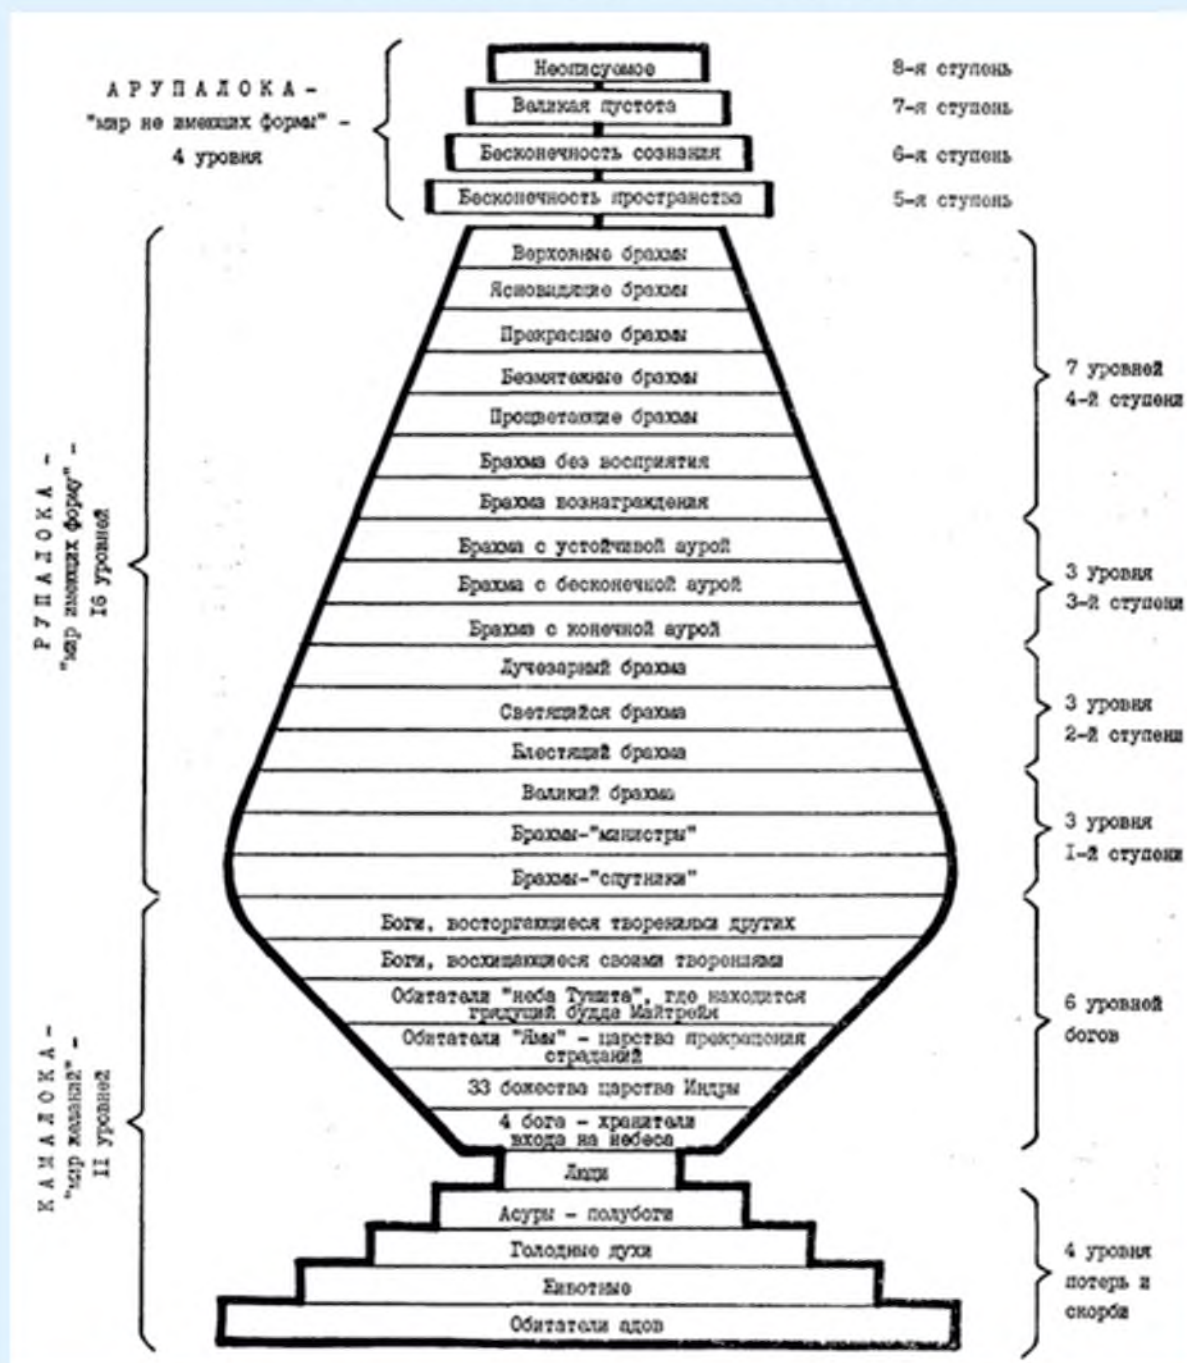 АРУПАЛОКА -
"мир не имеющих формы" -
4 уровня
Неописуемое
8-я ступень
Великая пустота
7-я ступень
Бесконечность сознания
6-я ступень
Бесконечность пространства
5-я ступень
РУПАЛОКА -
"мир имеющих форму" -
16 уровней
Верховные брахмы
Ясновидящие брахмы
Прекрасные брахмы
Безмятежные брахмы
Процветающие брахмы
Брахма без восприятия
Брахма вознаграждения
7 уровней
4-й ступени
Брахма с устойчивой аурой
Брахма с бесконечной аурой
Брахма с конечной аурой
3 уровня
3-й ступени
Лучезарный брахма
Светящийся брахма
Блестящий брахма
3 уровня
2-й ступени
Великий брахма
Брахмы-"министры"
Брахмы-"спутники"
3 уровня
I-й ступени
КАМАЛОКА -
"мир желаний" -
II уровней
Боги, восторгающиеся творениями других
Боги, восхищающиеся своими творениями
Обитатели "неба Тушита", где находится
грядущий будда Майтрейя
Обитатели "Ямы" - царства прекращения
страданий
33 божества царства Индры
4 бога - хранители
входа на небеса
6 уровней
богов
Люди
Асуры - полубоги
Голодные духи
Животные
Обитатели адов
4 уровня
потерь и
скорби